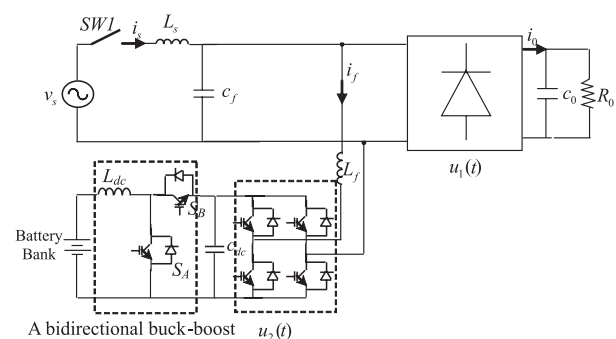 SW1
i_s
L_s
v_s
c_f
i_f
i_0
c_0
R_0
u_1(t)
L_f
L_dc
S_B
S_A
c_dc
Battery
Bank
A bidirectional buck-boost
u_2(t)